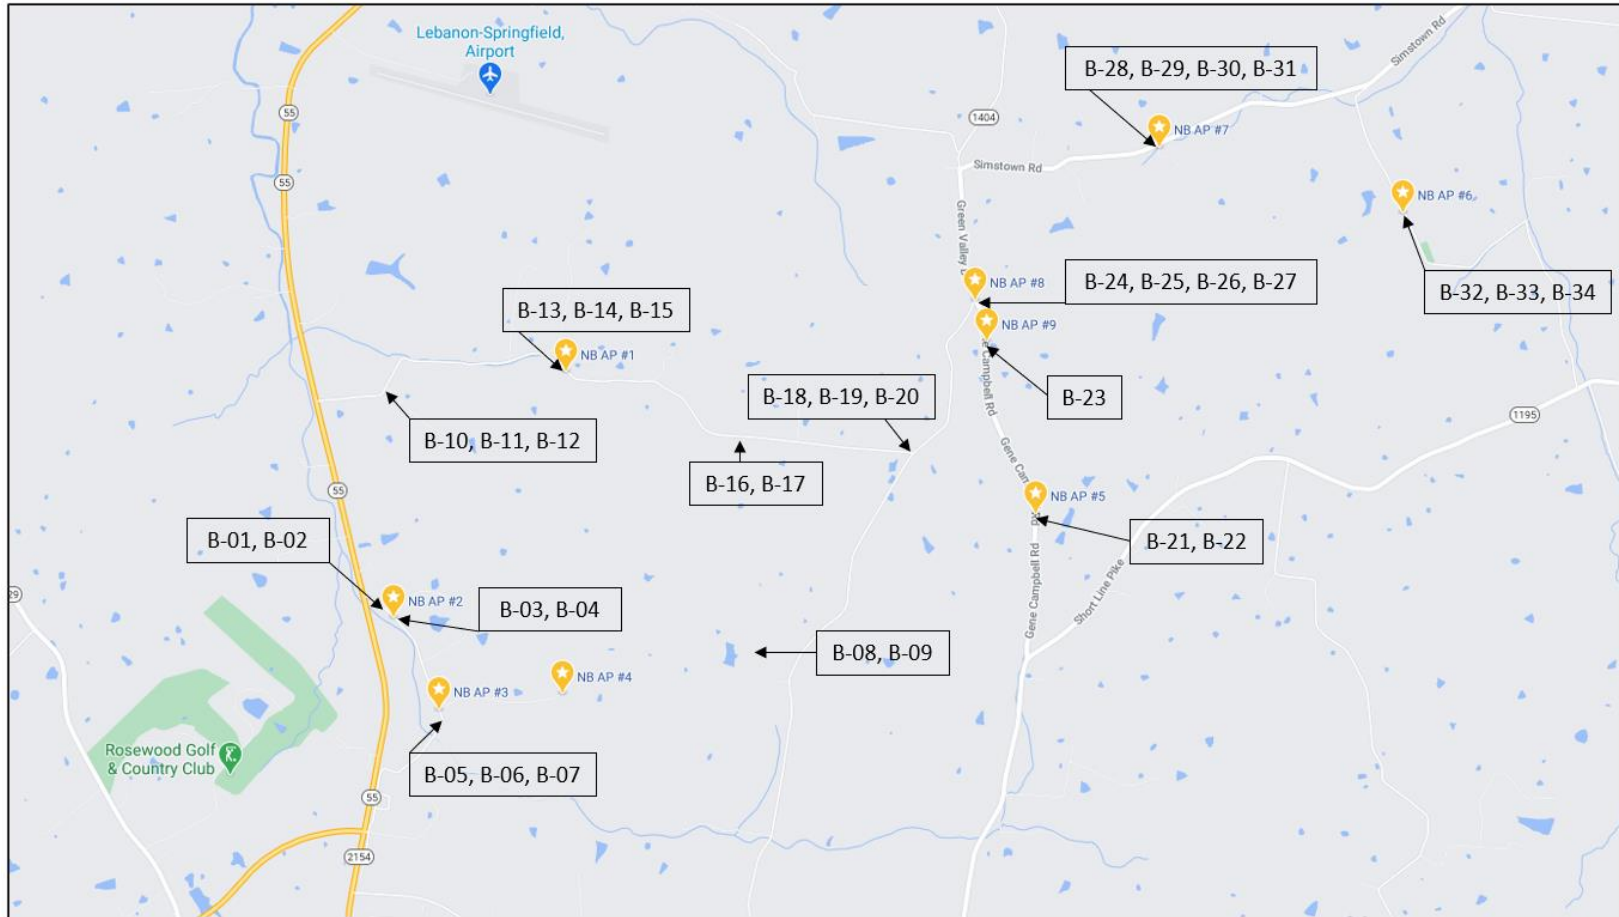 Lebanon-Springfield,
Airport
Simstown Rd
B-28, B-29, B-30, B-31
55
1404
NB AP #7
Simstown Rd
55
NB AP #6
Green Valley
NB AP #8
B-24, B-25, B-26, B-27
B-32, B-33, B-34
B-13, B-14, B-15
NB AP #9
NB AP #1
Campbell Rd
B-18, B-19, B-20
B-23
1195
B-10, B-11, B-12
Gene
B-16, B-17
55
NB AP #5
B-01, B-02
B-21, B-22
Rd
Gene Campbell Rd
Short Line Pike
29
NB AP #2
B-03, B-04
B-08, B-09
NB AP #4
NB AP #3
Rosewood Golf
& Country Club
B-05, B-06, B-07
55
2154